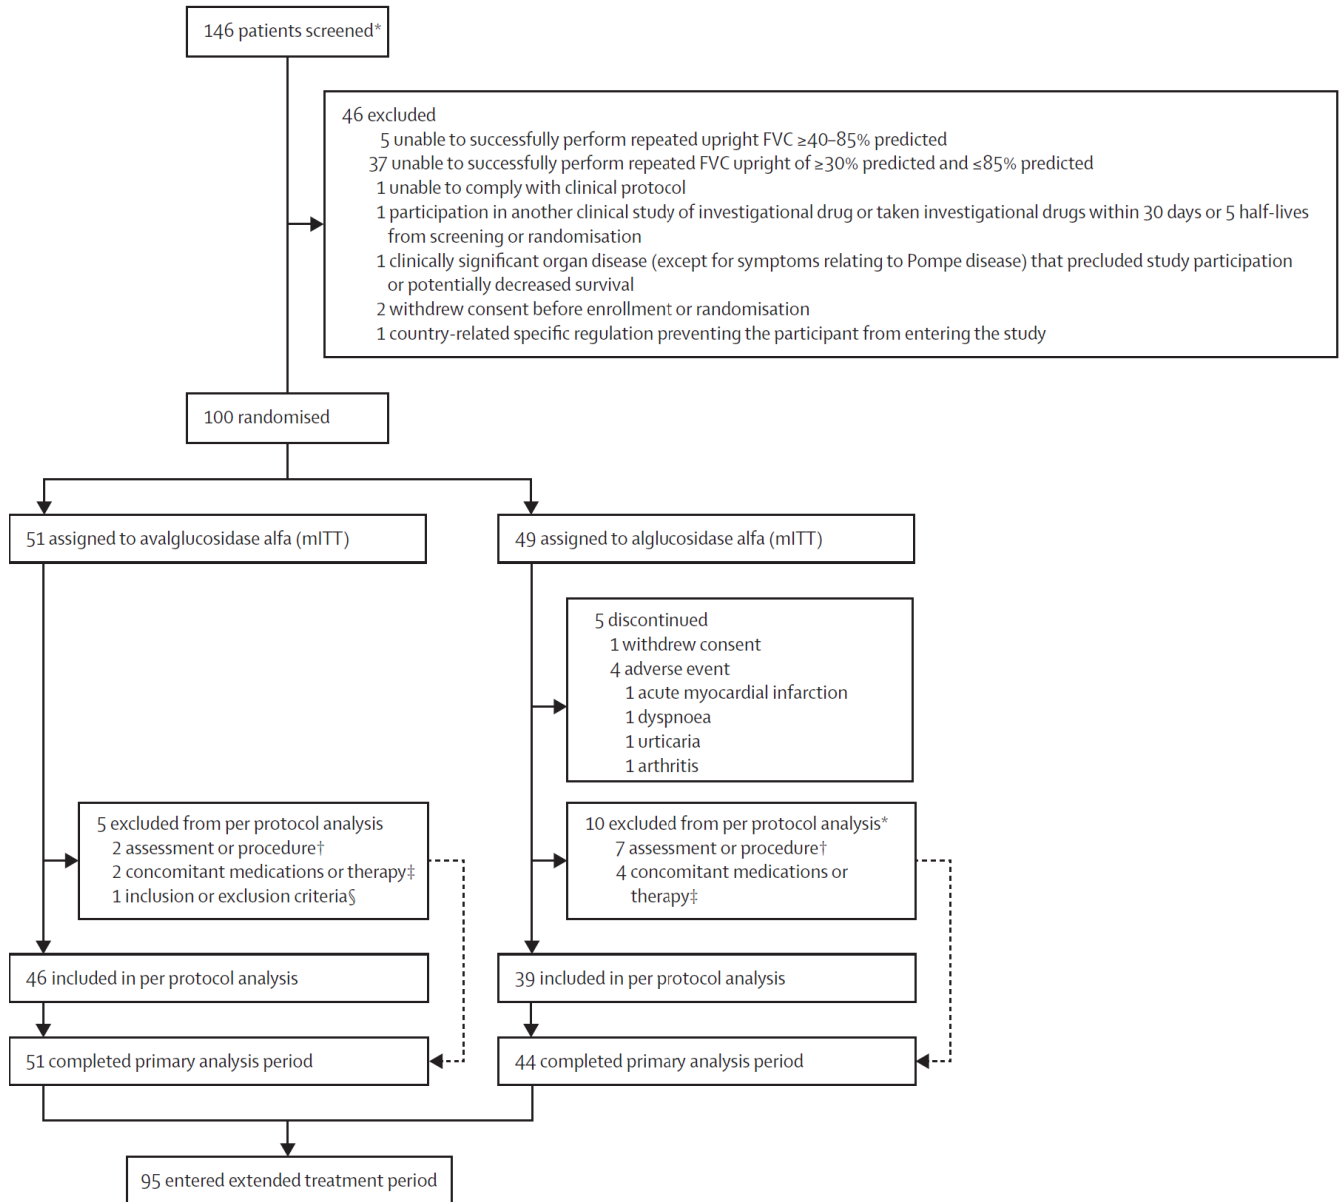 146 patients screened*
46 excluded
5 unable to successfully perform repeated upright FVC ≥40–85% predicted
37 unable to successfully perform repeated FVC upright of ≥30% predicted and ≤85% predicted
1 unable to comply with clinical protocol
1 participation in another clinical study of investigational drug or taken investigational drugs within 30 days or 5 half-lives
from screening or randomisation
1 clinically significant organ disease (except for symptoms relating to Pompe disease) that precluded study participation
or potentially decreased survival
2 withdrew consent before enrollment or randomisation
1 country-related specific regulation preventing the participant from entering the study
100 randomised
51 assigned to avalglucosidase alfa (mITT)
49 assigned to alglucosidase alfa (mITT)
5 discontinued
1 withdrew consent
4 adverse event
1 acute myocardial infarction
1 dyspnoea
1 urticaria
1 arthritis
5 excluded from per protocol analysis
2 assessment or procedure†
2 concomitant medications or therapy‡
1 inclusion or exclusion criteria§
10 excluded from per protocol analysis*
7 assessment or procedure†
4 concomitant medications or
therapy‡
46 included in per protocol analysis
39 included in per protocol analysis
51 completed primary analysis period
44 completed primary analysis period
95 entered extended treatment period